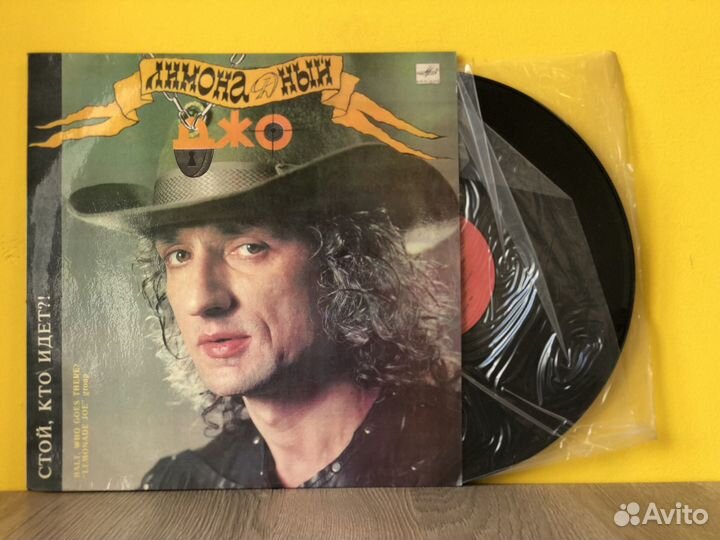 ЛИМОНАДНЫЙ
ДЖО
СТОЙ, КТО ИДЕТ?!
HALT, WHO GOES THERE?
"LEMONADE JOE" group
Avito